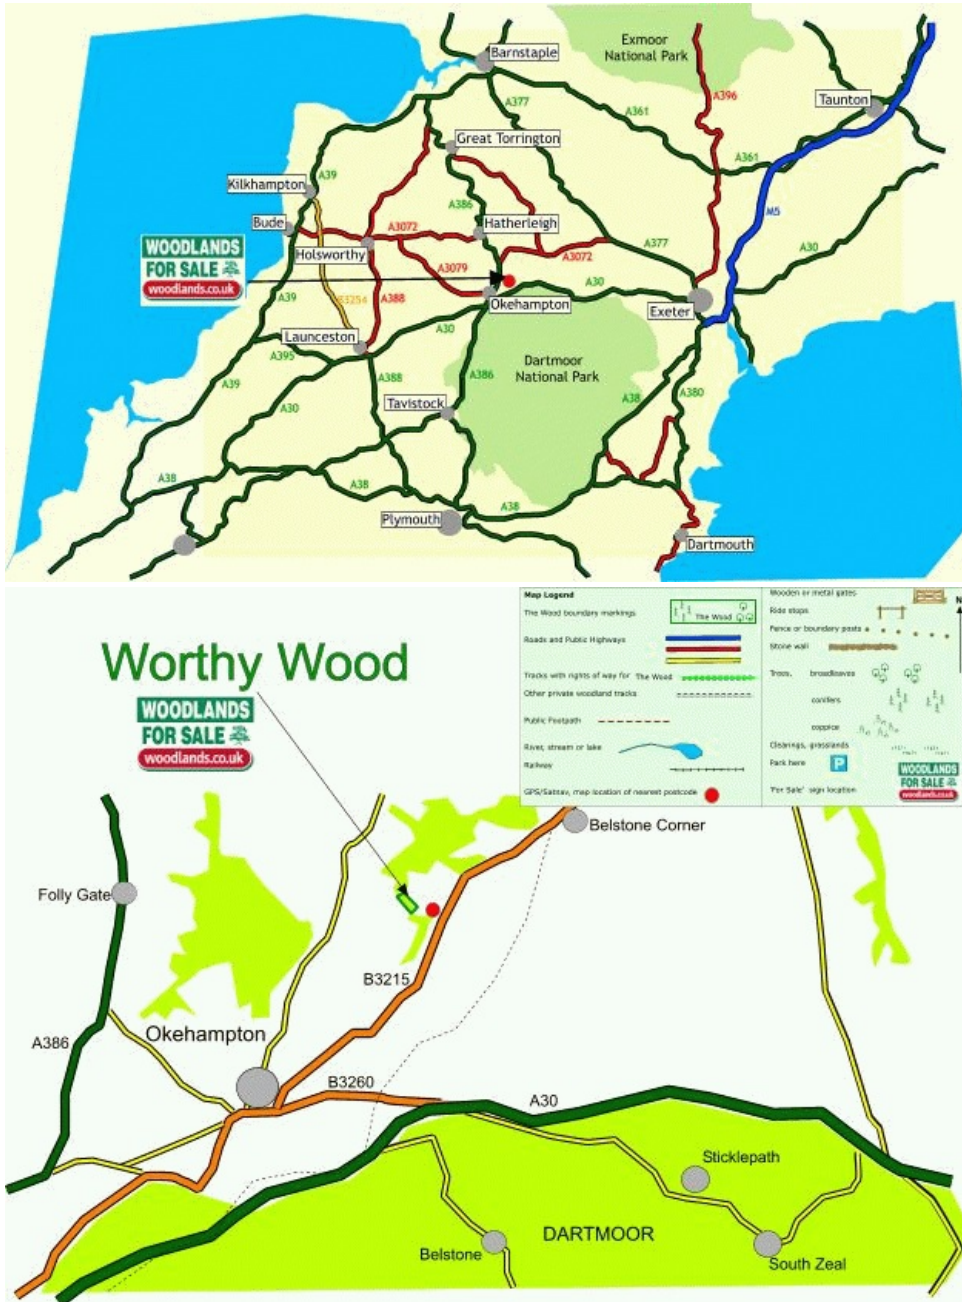 Exmoor
National Park
Barnstaple
A377
A361
A396
Taunton
Great Torrington
A361
A39
Kilkhampton
A386
M5
Bude
Hatherleigh
A3072
A377
A30
WOODLANDS
FOR SALE
woodlands.co.uk
Holsworthy
A3079
A3072
A30
A39
B3254
A388
Okehampton
Exeter
Launceston
A30
A395
A388
A386
Dartmoor
National Park
A39
A30
Tavistock
A38
A380
A38
A38
A38
Plymouth
Dartmouth
Map Legend
The Wood boundary markings
The Wood
Roads and Public Highways
Tracks with rights of way for The Wood
Other private woodland tracks
Public Footpath
River, stream or lake
Railway
GPS/Satnav, map location of nearest postcode
Wooden or metal gates
Ride stops
Fence or boundary posts
Stone wall
Trees, broadleaves
conifers
coppice
Clearings, grasslands
Park here
P
'For Sale' sign location
WOODLANDS
FOR SALE
woodlands.co.uk
N
Worthy Wood
WOODLANDS
FOR SALE
woodlands.co.uk
Belstone Corner
Folly Gate
B3215
Okehampton
A386
B3260
A30
Sticklepath
DARTMOOR
Belstone
South Zeal